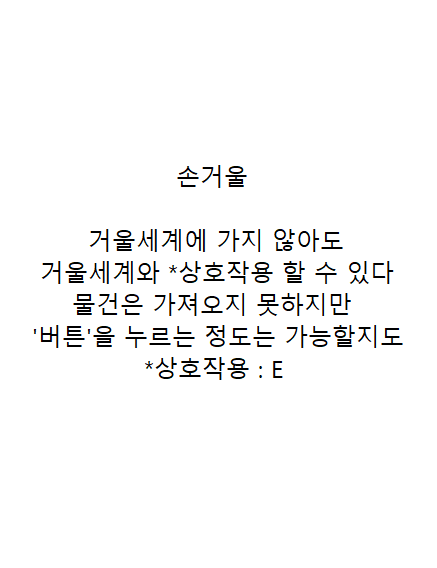 손거울
거울세계에 가지 않아도
거울세계와 *상호작용 할 수 있다
물건은 가져오지 못하지만
'버튼'을 누르는 정도는 가능할지도
*상호작용 : E